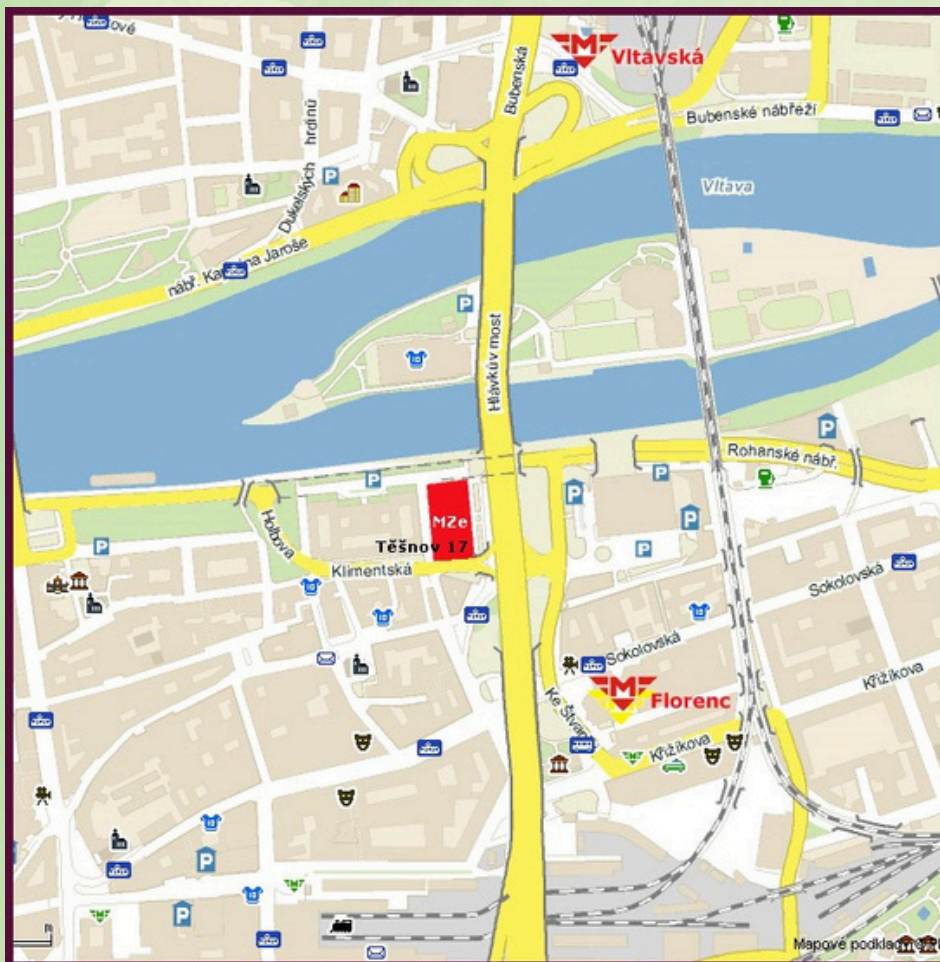 Vltavská
Bubenská
Bubenské nábřeží
Dukelských hrdinů
Vltava
nábř. Kapitána Jaroše
Hlávkův most
Rohanské nábř.
MZe
Těšnov 17
Holbova
Klimentská
Sokolovská
Sokolovská
Křižíkova
Florenc
Ke Štvanici
Křižíkova
Mapové podklady